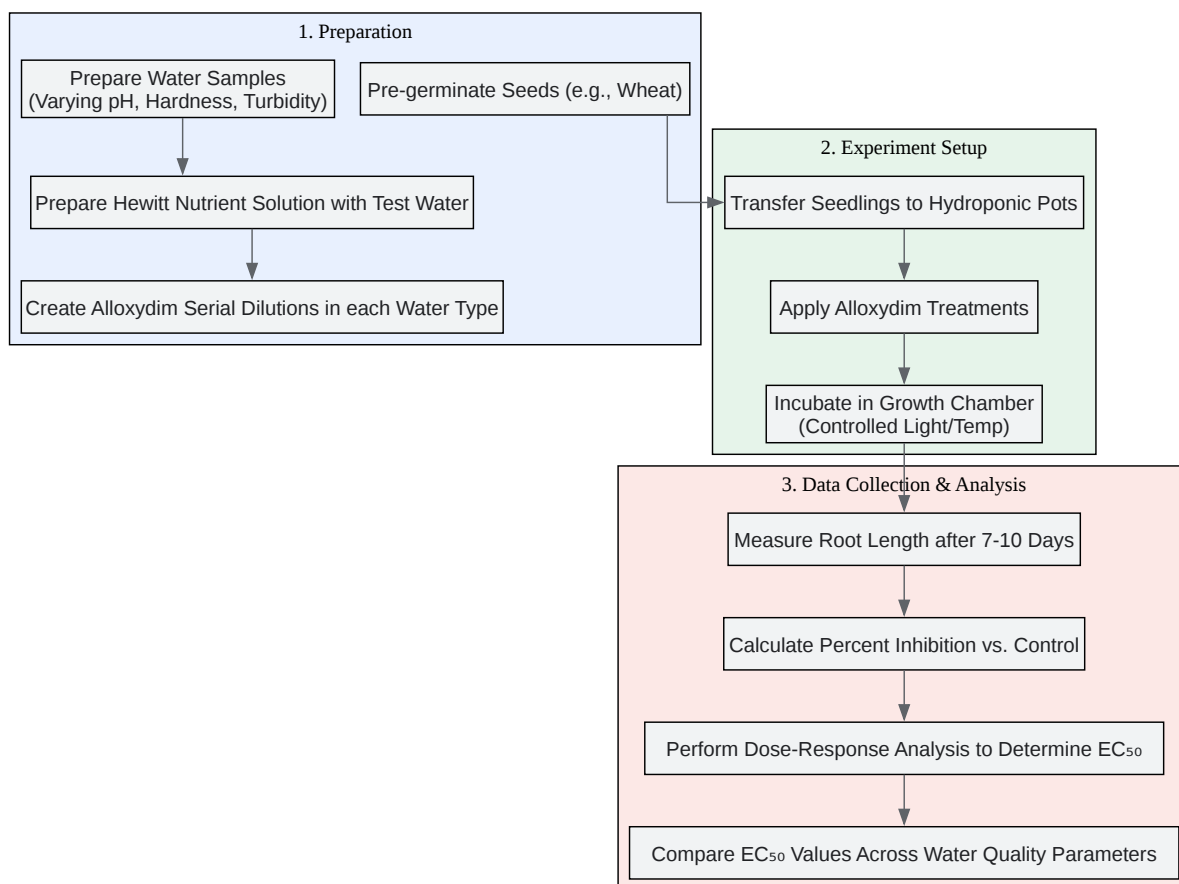 1. Preparation
Prepare Water Samples
(Varying pH, Hardness, Turbidity)
Pre-germinate Seeds (e.g., Wheat)
Prepare Hewitt Nutrient Solution with Test Water
Create Alloxydim Serial Dilutions in each Water Type
2. Experiment Setup
Transfer Seedlings to Hydroponic Pots
Apply Alloxydim Treatments
Incubate in Growth Chamber
(Controlled Light/Temp)
3. Data Collection & Analysis
Measure Root Length after 7-10 Days
Calculate Percent Inhibition vs. Control
Perform Dose-Response Analysis to Determine EC₅₀
Compare EC₅₀ Values Across Water Quality Parameters